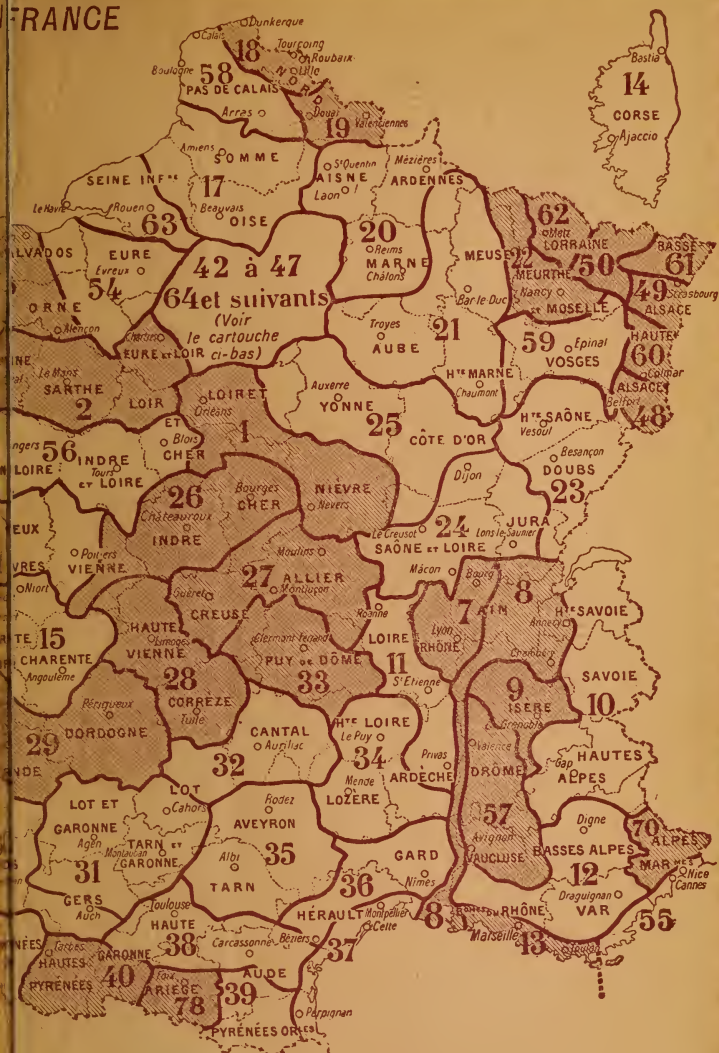 FRANCE
Dunkerque
Calais
Tourcoing
Roubaix
18
Lille
Boulogne
58
NORD
PAS DE CALAIS
Arras
Douai
Valenciennes
19
Bastia
14
CORSE
Ajaccio
Amiens
SOMME
St Quentin
AISNE
Laon
Mézières
ARDENNES
SEINE INFRE
17
Le Havre
Rouen
63
Beauvais
OISE
20
Reims
MARNE
Châlons
62
Metz
LORRAINE
BASSE
61
MEUSE
22
MEURTHE
50
Nancy
ET MOSELLE
49
Strasbourg
ALSACE
Bar le Duc
LVADOS
EURE
Evreux
54
42 à 47
64 et suivants
(Voir
le cartouche
ci-bas)
ORNE
Alençon
Chartres
EURE ET LOIR
Troyes
AUBE
21
59
Epinal
VOSGES
HAUTE
60
Colmar
ALSACE
Belfort
48
HTE MARNE
Chaumont
Le Mans
SARTHE
2
LOIR
LOIRET
Orléans
1
Auxerre
YONNE
25
CÔTE D'OR
HTE SAÔNE
Vesoul
Besançon
DOUBS
23
ngers
56
LOIRE
INDRE
Tours
ET LOIRE
ET
Blois
CHER
26
Bourges
CHER
Châteauroux
INDRE
NIÈVRE
Nevers
Dijon
Le Creusot
24
SAÔNE ET LOIRE
JURA
Lons le Saunier
EUX
VRES
Niort
Poitiers
VIENNE
Moulins
27
ALLIER
Montluçon
Guéret
CREUSE
Mâcon
Bourg
8
7
AIN
HTE SAVOIE
Annecy
HAUTE
Limoges
VIENNE
Roanne
LOIRE
11
St Etienne
Lyon
RHÔNE
Chambéry
SAVOIE
10
TE
15
CHARENTE
Angoulême
Clermont-Ferrand
PUY DE DÔME
33
28
CORRÈZE
Tulle
9
ISÈRE
Grenoble
Périgueux
29
DORDOGNE
NDE
CANTAL
Aurillac
32
HTE LOIRE
Le Puy
34
Privas
ARDÈCHE
Valence
DRÔME
HAUTES
Gap
ALPES
LOT
Cahors
LOT ET
GARONNE
Agen
Mende
LOZÈRE
Rodez
AVEYRON
35
Albi
TARN
Montauban
TARN ET
GARONNE
31
57
Avignon
VAUCLUSE
Digne
BASSES ALPES
12
70
ALPES
MARMES
Nice
Cannes
55
GARD
Nîmes
36
GERS
Auch
Toulouse
HAUTE
38
GARONNE
HÉRAULT
Montpellier
Cette
Béziers
37
8
BCHES DU RHÔNE
Marseille
13
Draguignan
VAR
Toulon
Carcassonne
AUDE
39
NÉES
Tarbes
HAUTES
40
PYRÉNÉES
Foix
ARIÈGE
78
Perpignan
PYRÉNÉES ORLES